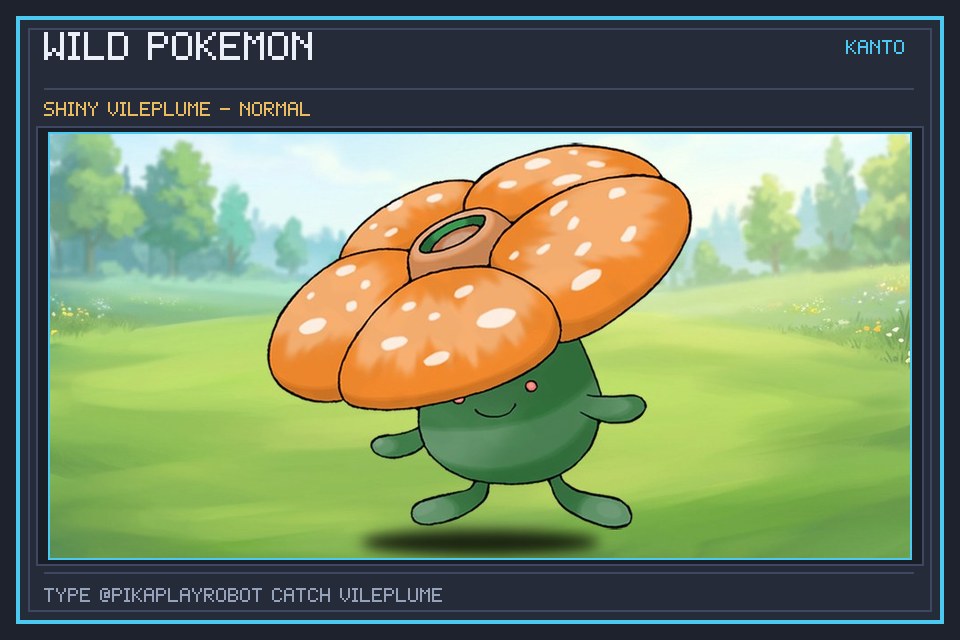 WILD POKEMON
KANTO
SHINY VILEPLUME - NORMAL
TYPE @PIKAPLAYROBOT CATCH VILEPLUME